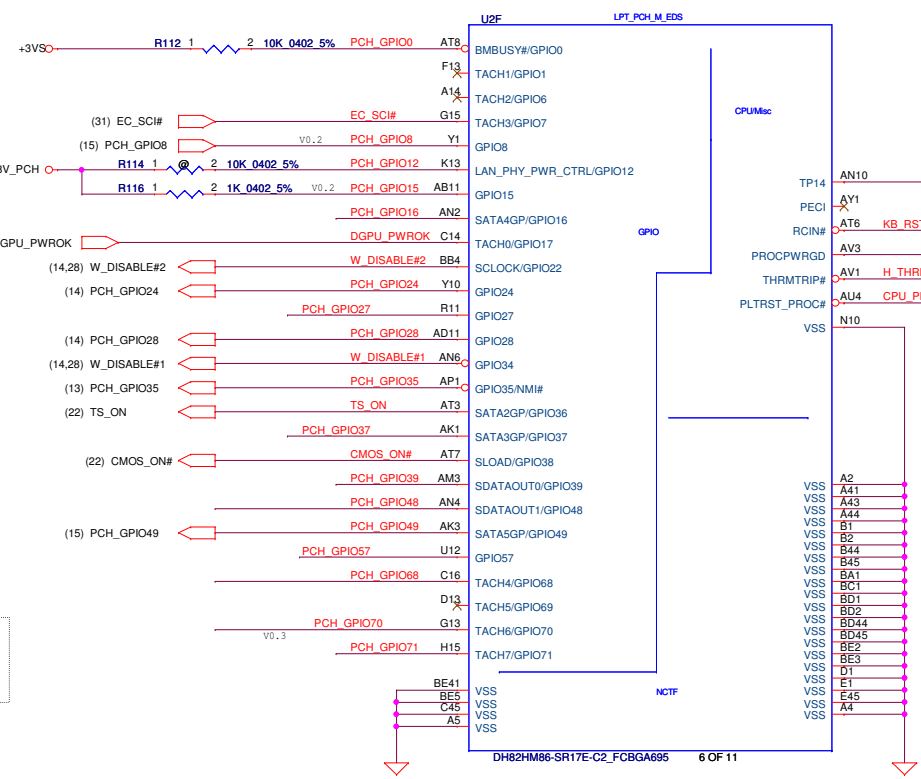 U2F
LPT_PCH_M_EDS
+3VS R112 1 2 10K_0402_5% PCH_GPIO0 AT8 BMBUSY#/GPIO0
F13 TACH1/GPIO1
A14 TACH2/GPIO6
CPU/Misc
(31) EC_SCI# EC_SCI# G15 TACH3/GPIO7
(15) PCH_GPIO8 V0.2 PCH_GPIO8 Y1 GPIO8
3V_PCH R114 1 @ 2 10K_0402_5% PCH_GPIO12 K13 LAN_PHY_PWR_CTRL/GPIO12
TP14 AN10
R116 1 2 1K_0402_5% V0.2 PCH_GPIO15 AB11 GPIO15
PECI AY1
PCH_GPIO16 AN2 SATA4GP/GPIO16
GPIO
RCIN# AT6 KB_RST
GPU_PWROK DGPU_PWROK C14 TACH0/GPIO17
PROCPWRGD AV3
(14,28) W_DISABLE#2 W_DISABLE#2 BB4 SCLOCK/GPIO22
THRMTRIP# AV1 H_THR
(14) PCH_GPIO24 PCH_GPIO24 Y10 GPIO24
PLTRST_PROC# AU4 CPU_P
PCH_GPIO27 R11 GPIO27
VSS N10
(14) PCH_GPIO28 PCH_GPIO28 AD11 GPIO28
(14,28) W_DISABLE#1 W_DISABLE#1 AN6 GPIO34
(13) PCH_GPIO35 PCH_GPIO35 AP1 GPIO35/NMI#
(22) TS_ON TS_ON AT3 SATA2GP/GPIO36
PCH_GPIO37 AK1 SATA3GP/GPIO37
(22) CMOS_ON# CMOS_ON# AT7 SLOAD/GPIO38
PCH_GPIO39 AM3 SDATAOUT0/GPIO39
PCH_GPIO48 AN4 SDATAOUT1/GPIO48
(15) PCH_GPIO49 PCH_GPIO49 AK3 SATA5GP/GPIO49
PCH_GPIO57 U12 GPIO57
PCH_GPIO68 C16 TACH4/GPIO68
D13 TACH5/GPIO69
PCH_GPIO70 G13 TACH6/GPIO70
V0.3
PCH_GPIO71 H15 TACH7/GPIO71
VSS A2
VSS A41
VSS A43
VSS A44
VSS B1
VSS B2
VSS B44
VSS B45
VSS BA1
VSS BC1
VSS BD1
VSS BD2
VSS BD44
VSS BD45
VSS BE2
VSS BE3
VSS D1
VSS E1
VSS E45
VSS A4
BE41 VSS
BE5 VSS
C45 VSS
A5 VSS
NCTF
DH82HM86-SR17E-C2_FCBGA695 6 OF 11